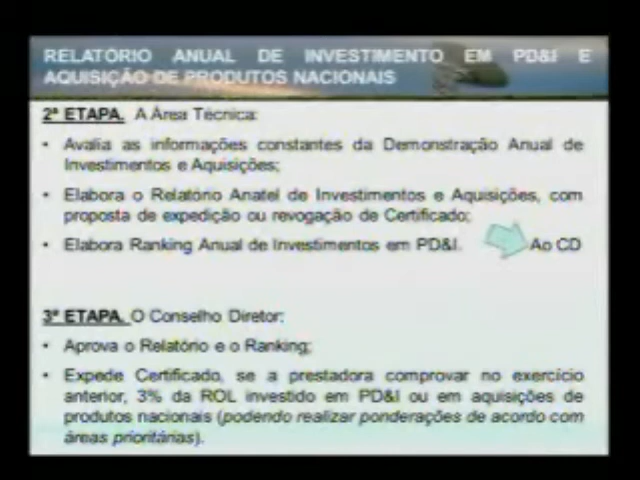 RELATÓRIO ANUAL DE INVESTIMENTO EM PD&I E
AQUISIÇÃO DE PRODUTOS NACIONAIS
2ª ETAPA. A Área Técnica:
• Avalia as informações constantes da Demonstração Anual de
Investimentos e Aquisições;
• Elabora o Relatório Anatel de Investimentos e Aquisições, com
proposta de expedição ou revogação de Certificado;
• Elabora Ranking Anual de Investimentos em PD&I. Ao CD
3ª ETAPA. O Conselho Diretor:
• Aprova o Relatório e o Ranking;
• Expede Certificado, se a prestadora comprovar no exercício
anterior, 3% da ROL investido em PD&I ou em aquisições de
produtos nacionais (podendo realizar ponderações de acordo com
áreas prioritárias).